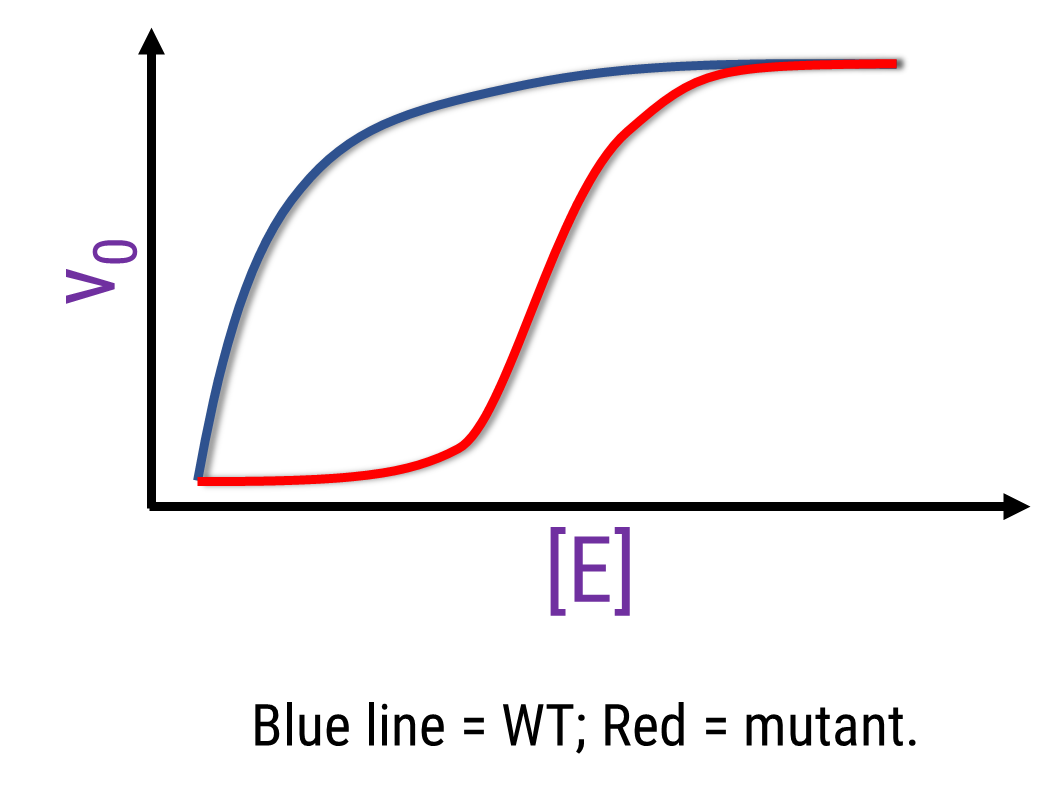 V₀
[E]
Blue line = WT; Red = mutant.